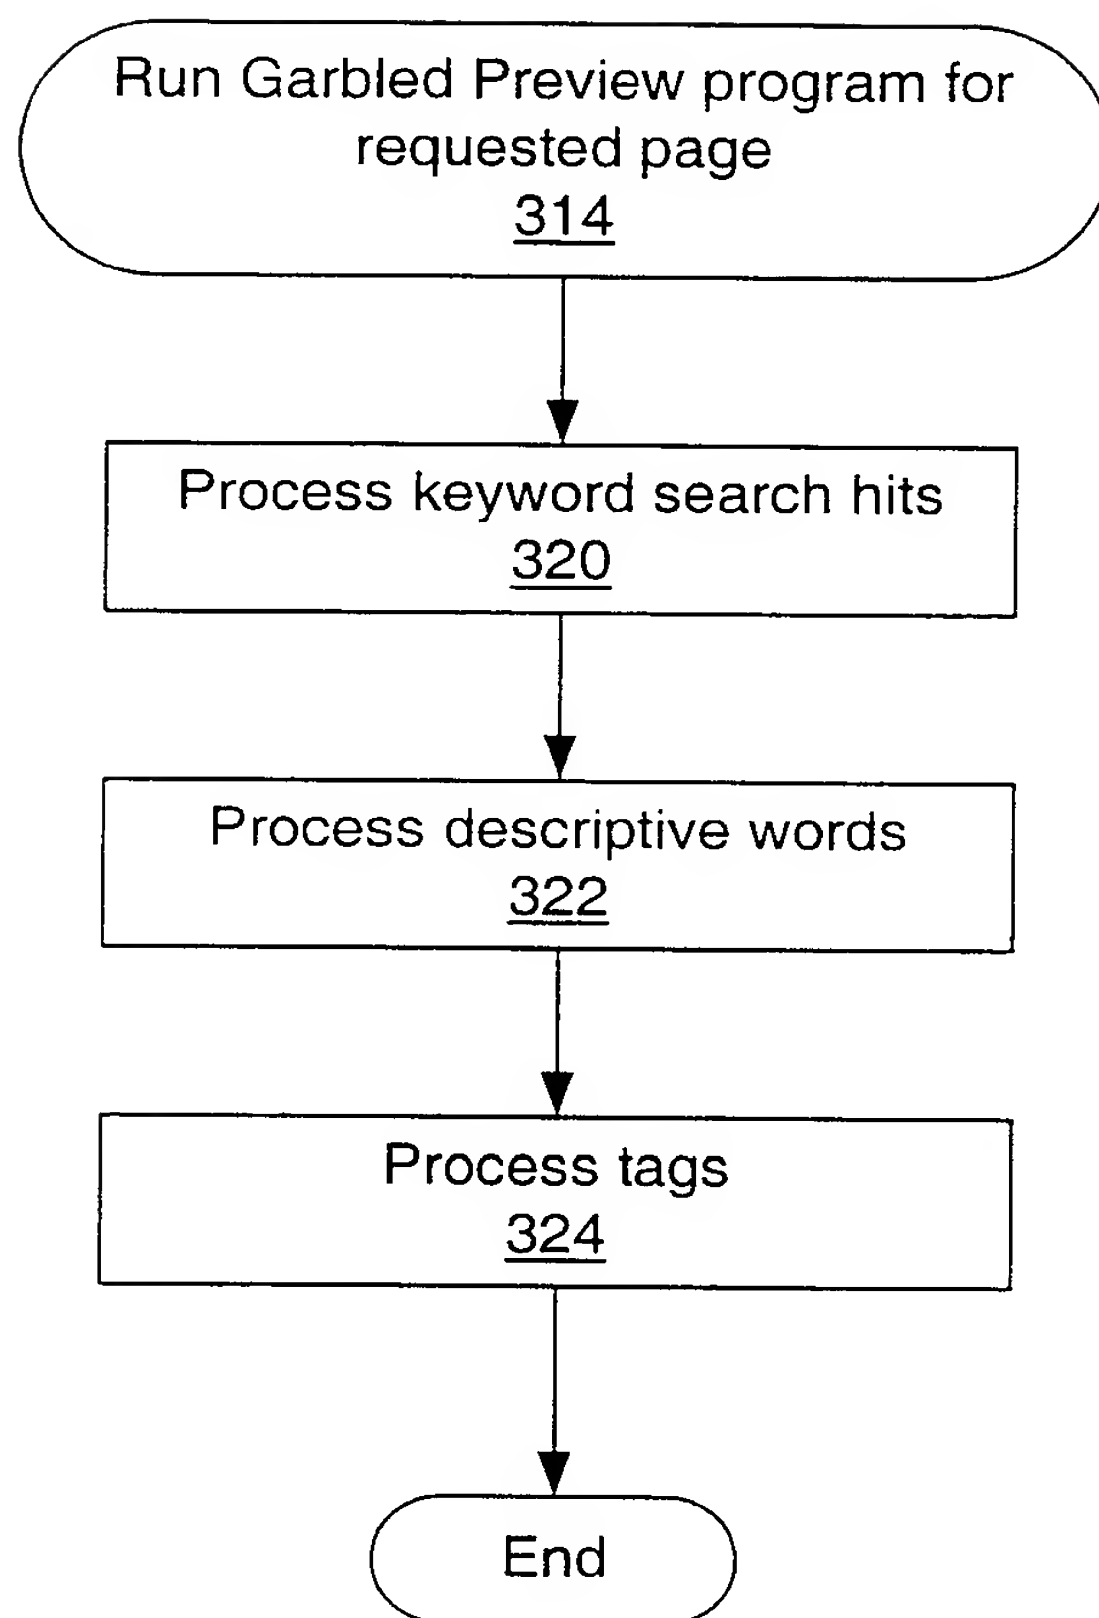 Run Garbled Preview program for
requested page
314
Process keyword search hits
320
Process descriptive words
322
Process tags
324
End